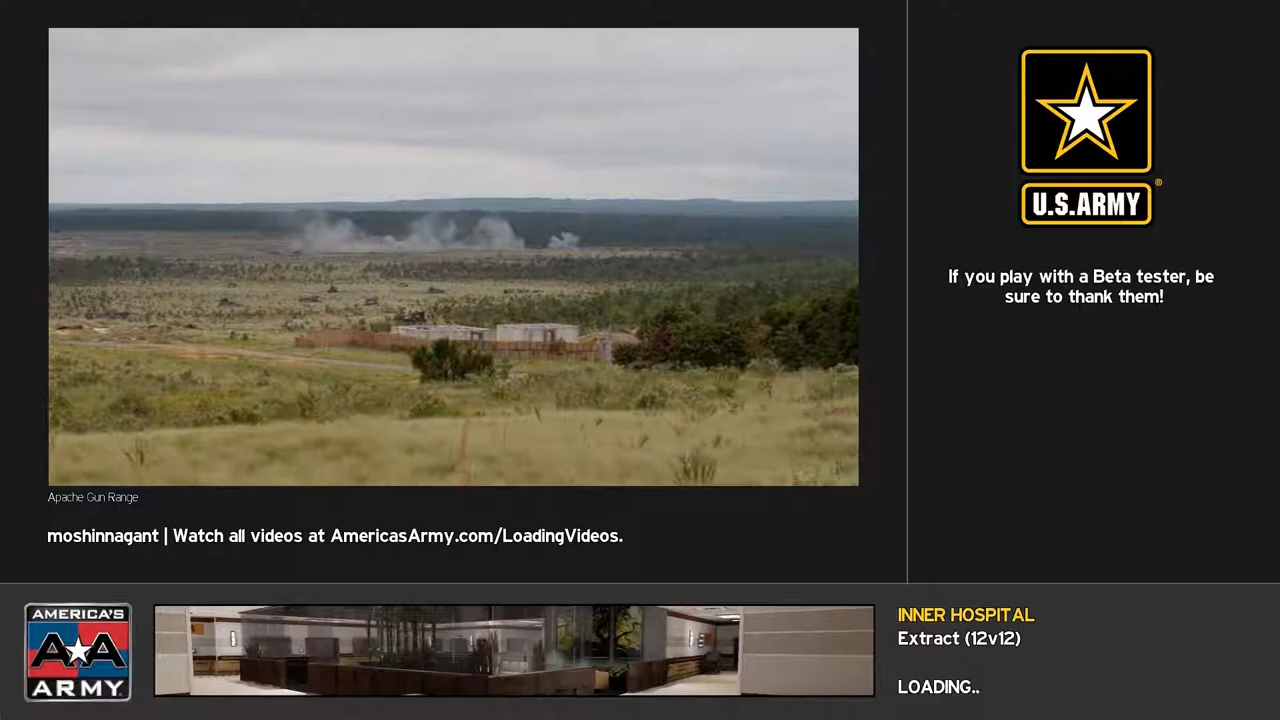 U.S.ARMY®
If you play with a Beta tester, be
sure to thank them!
Apache Gun Range
moshinnagant | Watch all videos at AmericasArmy.com/LoadingVideos.
AMERICA'S
AA
ARMY
INNER HOSPITAL
Extract (12v12)
LOADING..